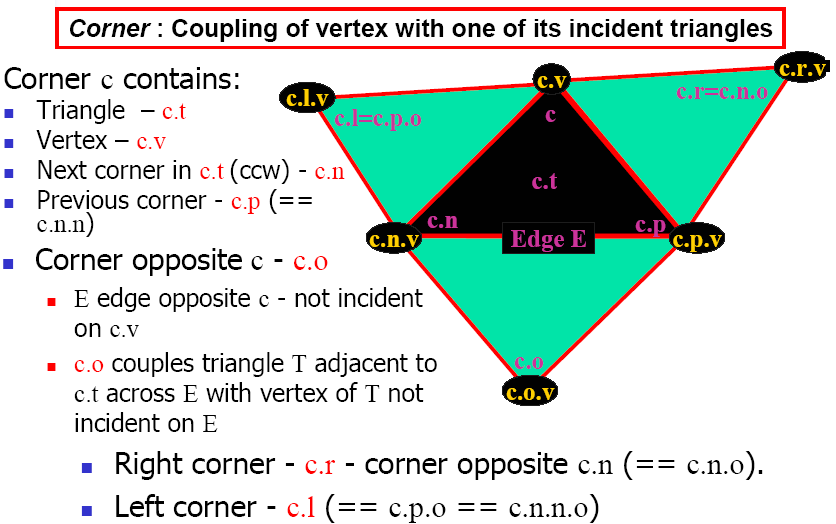 Corner : Coupling of vertex with one of its incident triangles
Corner c contains:
Triangle – c.t
Vertex – c.v
Next corner in c.t (ccw) - c.n
Previous corner - c.p (==
c.n.n)
Corner opposite c - c.o
E edge opposite c - not incident
on c.v
c.o couples triangle T adjacent to
c.t across E with vertex of T not
incident on E
Right corner - c.r - corner opposite c.n (== c.n.o).
Left corner - c.l (== c.p.o == c.n.n.o)
c.v
c.r.v
c.l.v
c.r=c.n.o
c.l=c.p.o
c
c.t
c.n
c.p
c.n.v
Edge E
c.p.v
c.o
c.o.v